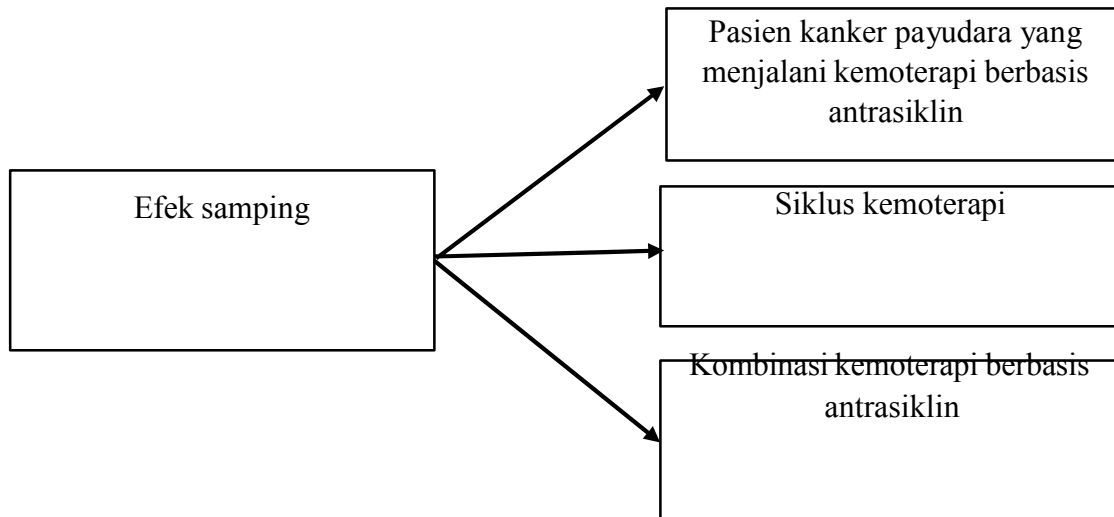 Pasien kanker payudara yang
menjalani kemoterapi berbasis
antrasiklin
Efek samping
Siklus kemoterapi
Kombinasi kemoterapi berbasis
antrasiklin